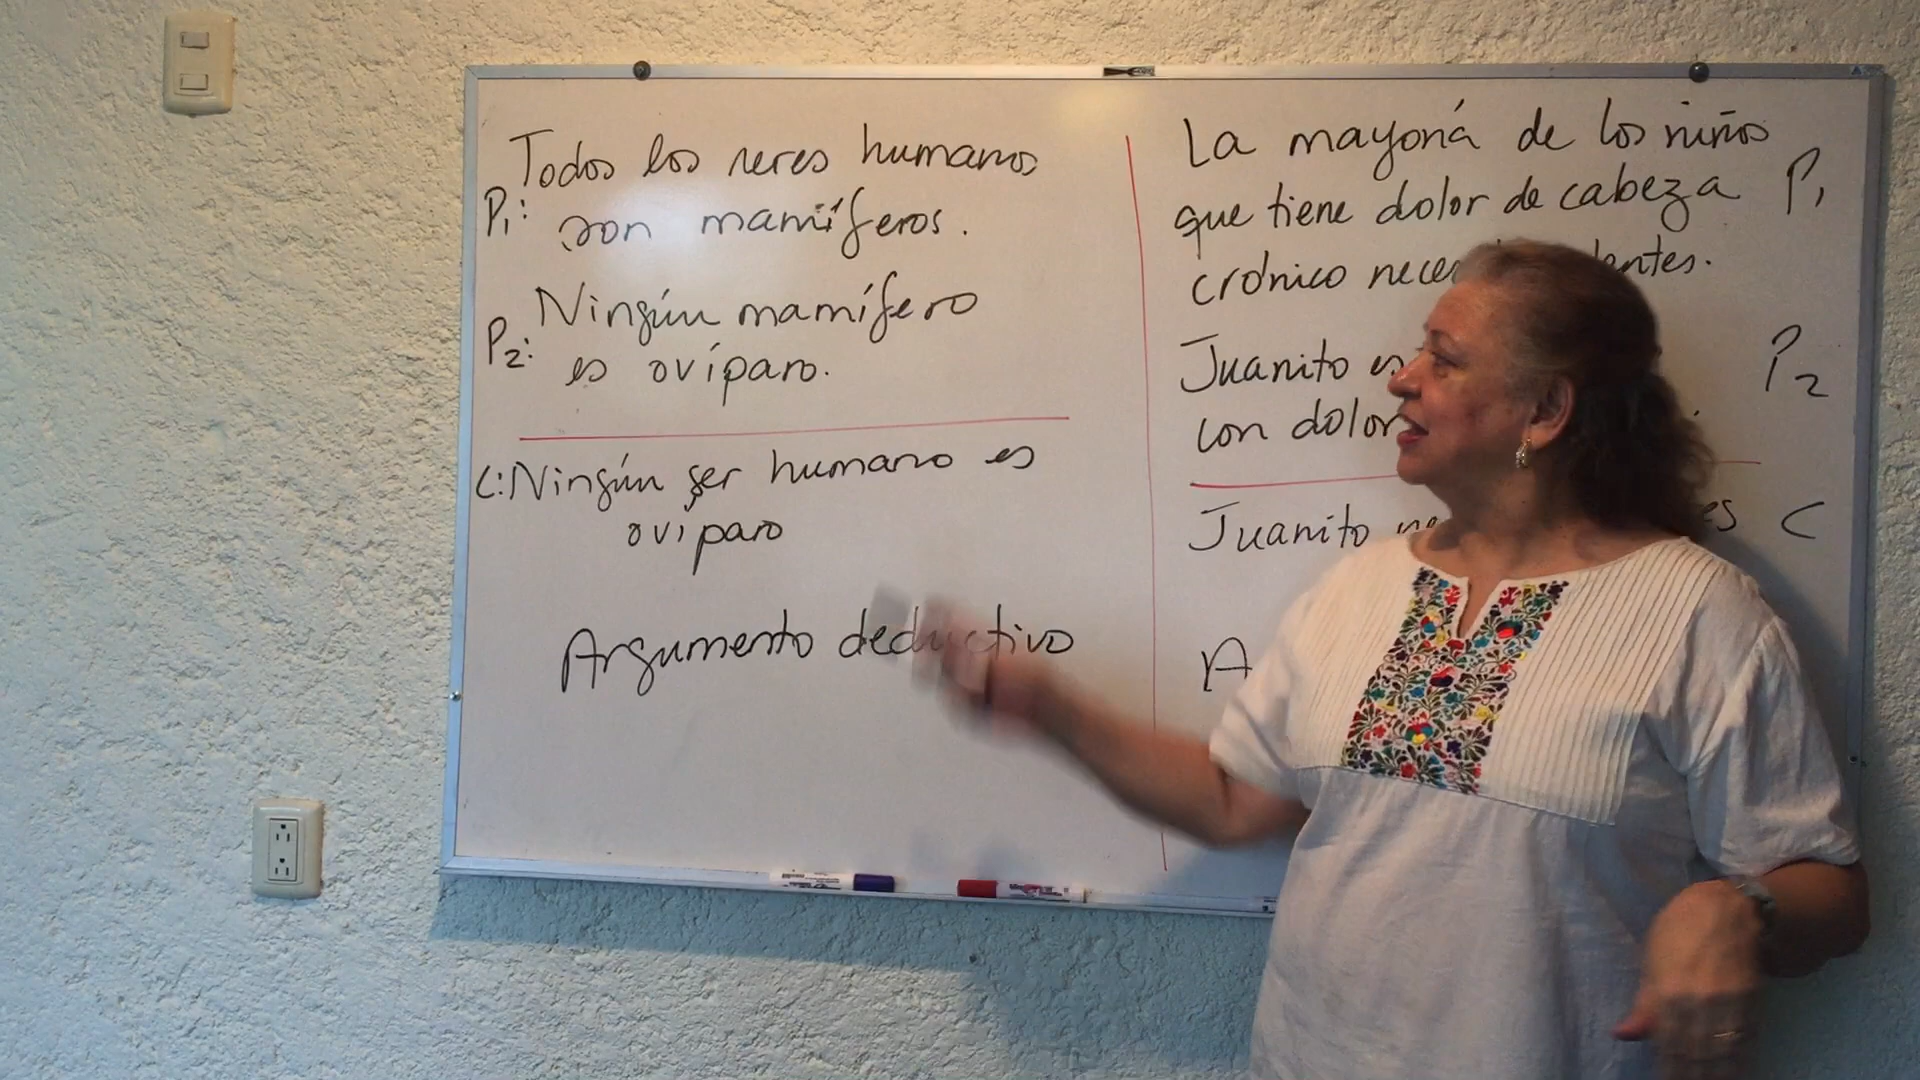 Todos los seres humanos
P1: son mamíferos.
Ningún mamífero
P2: es ovíparo.
C: Ningún ser humano es
ovíparo
Argumento deductivo
La mayoría de los niños
que tiene dolor de cabeza P1
crónico
Juanito es P2
con dolor
Juanito C